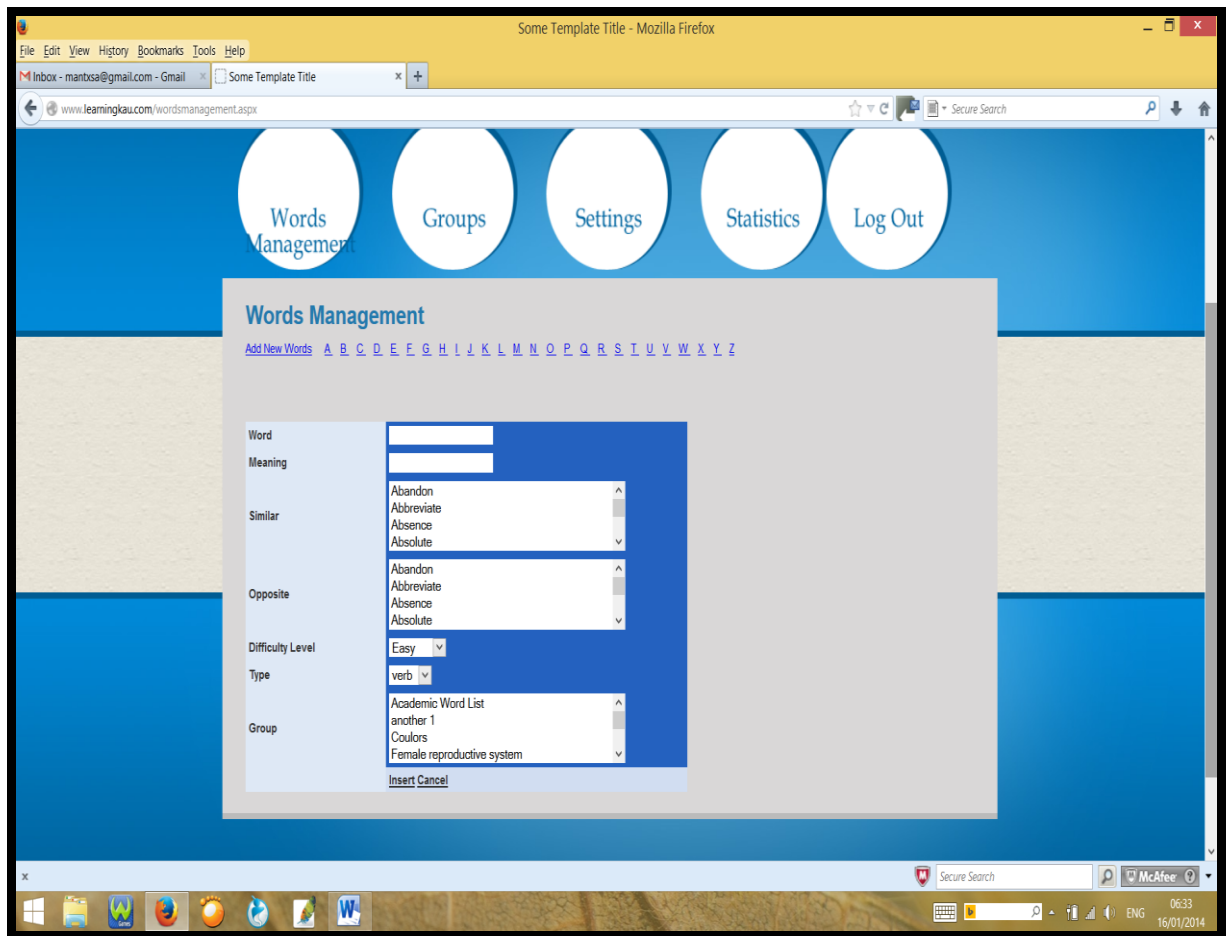 Some Template Title - Mozilla Firefox
File Edit View History Bookmarks Tools Help
Inbox - mantxsa@gmail.com - Gmail
Some Template Title
www.learningkau.com/wordsmanagement.aspx
Secure Search
Words Management
Groups
Settings
Statistics
Log Out
Words Management
Add New Words A B C D E F G H I J K L M N O P Q R S T U V W X Y Z
Word
Meaning
Similar
Abandon
Abbreviate
Absence
Absolute
Opposite
Abandon
Abbreviate
Absence
Absolute
Difficulty Level
Easy
Type
verb
Group
Academic Word List
another 1
Coulors
Female reproductive system
Insert Cancel
x
Secure Search
McAfee
Games
W
ENG
06:33
16/01/2014